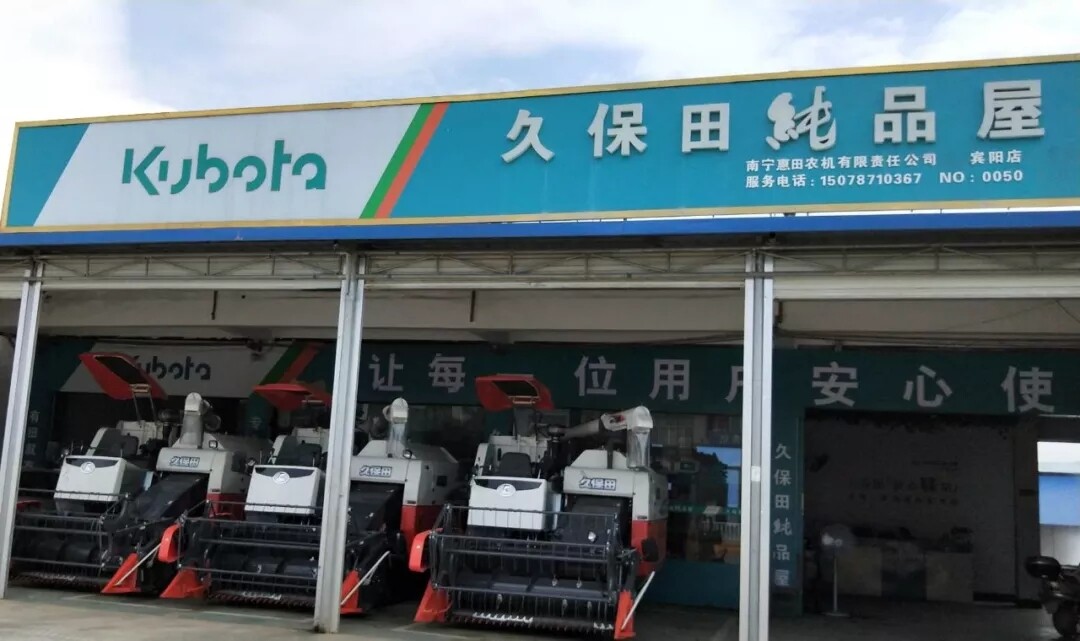 Kubota
久保田純品屋
南宁惠田农机有限责任公司 宾阳店
服务电话：15078710367 NO：0050
Kubota
让每 位用户安心使
久保田
久保田
久保田
久保田純品屋